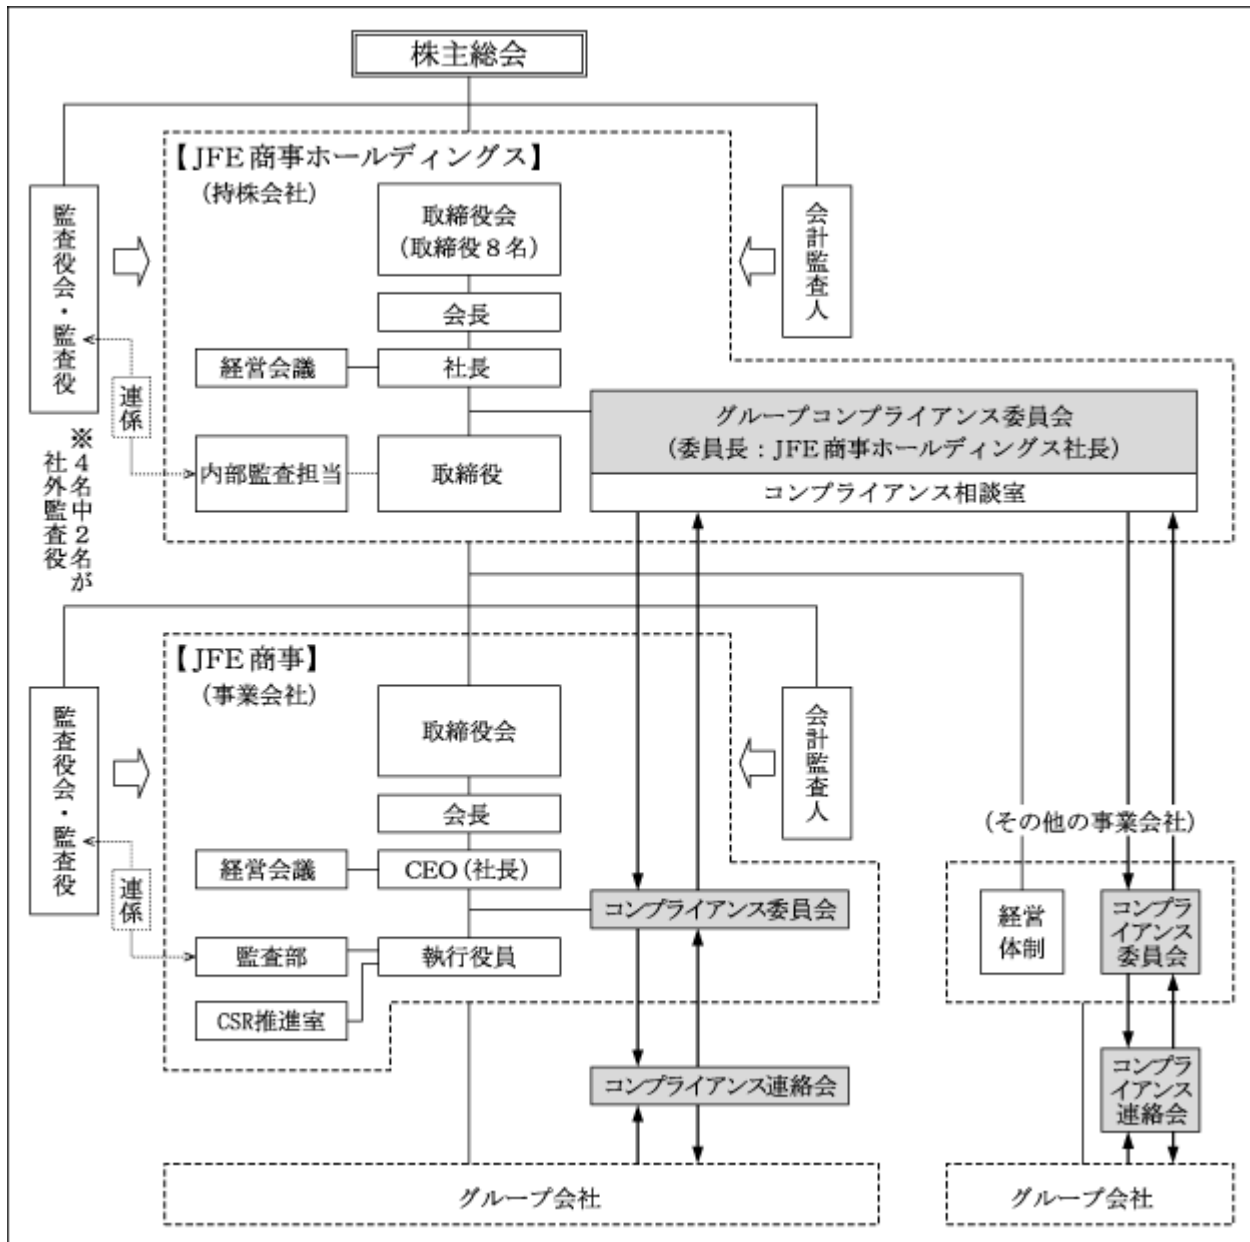 株主総会
【JFE商事ホールディングス】
(持株会社)
監査役会・監査役
取締役会
(取締役8名)
会計監査人
会長
経営会議
社長
連係
グループコンプライアンス委員会
(委員長:JFE商事ホールディングス社長)
コンプライアンス相談室
内部監査担当
取締役
※4名中2名が
社外監査役
【JFE商事】
(事業会社)
監査役会・監査役
取締役会
会計監査人
会長
(その他の事業会社)
経営会議
CEO(社長)
連係
コンプライアンス委員会
監査部
執行役員
CSR推進室
経営
体制
コンプラ
イアンス
委員会
コンプライアンス連絡会
コンプラ
イアンス
連絡会
グループ会社
グループ会社